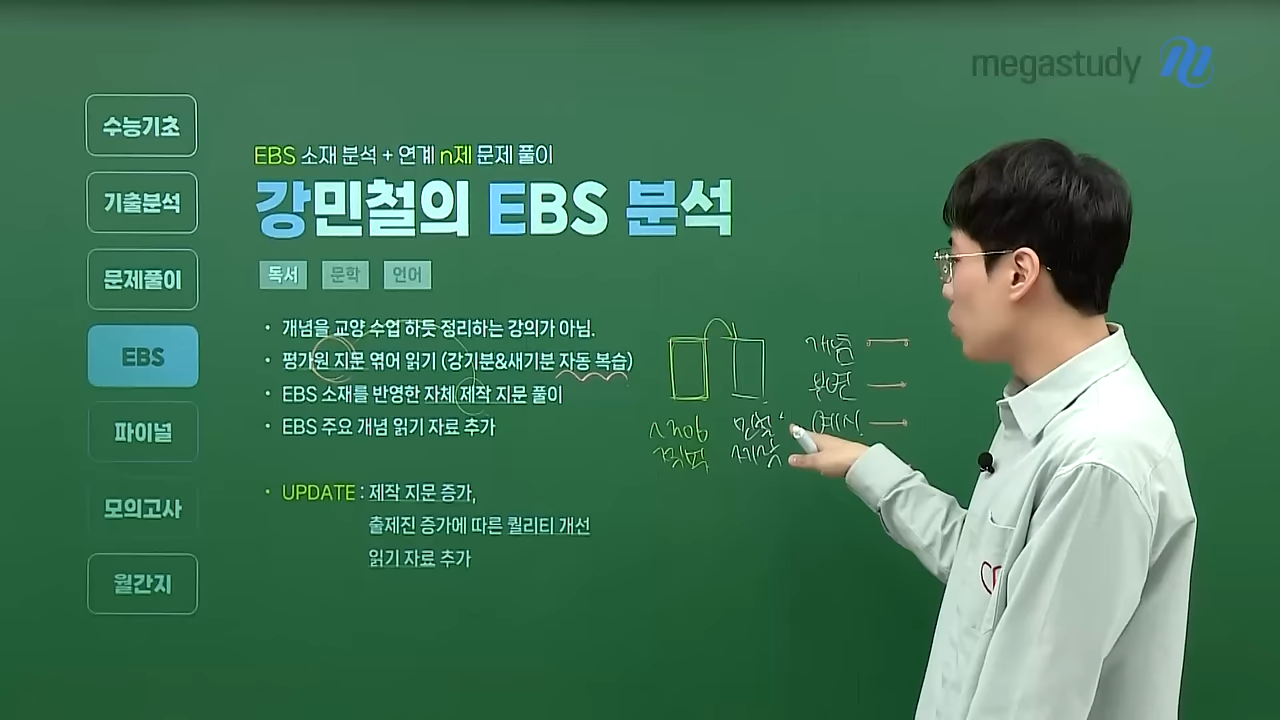 megastudy
수능기초
기출분석
문제풀이
EBS
파이널
모의고사
월간지
EBS 소재 분석 + 연계 n제 문제 풀이
강민철의 EBS 분석
독서 문학 언어
• 개념을 교양 수업 하듯 정리하는 강의가 아님.
• 평가원 지문 엮어 읽기 (강기분&새기분 자동 복습)
• EBS 소재를 반영한 자체 제작 지문 풀이
• EBS 주요 개념 읽기 자료 추가
• UPDATE : 제작 지문 증가,
출제진 증가에 따른 퀄리티 개선
읽기 자료 추가